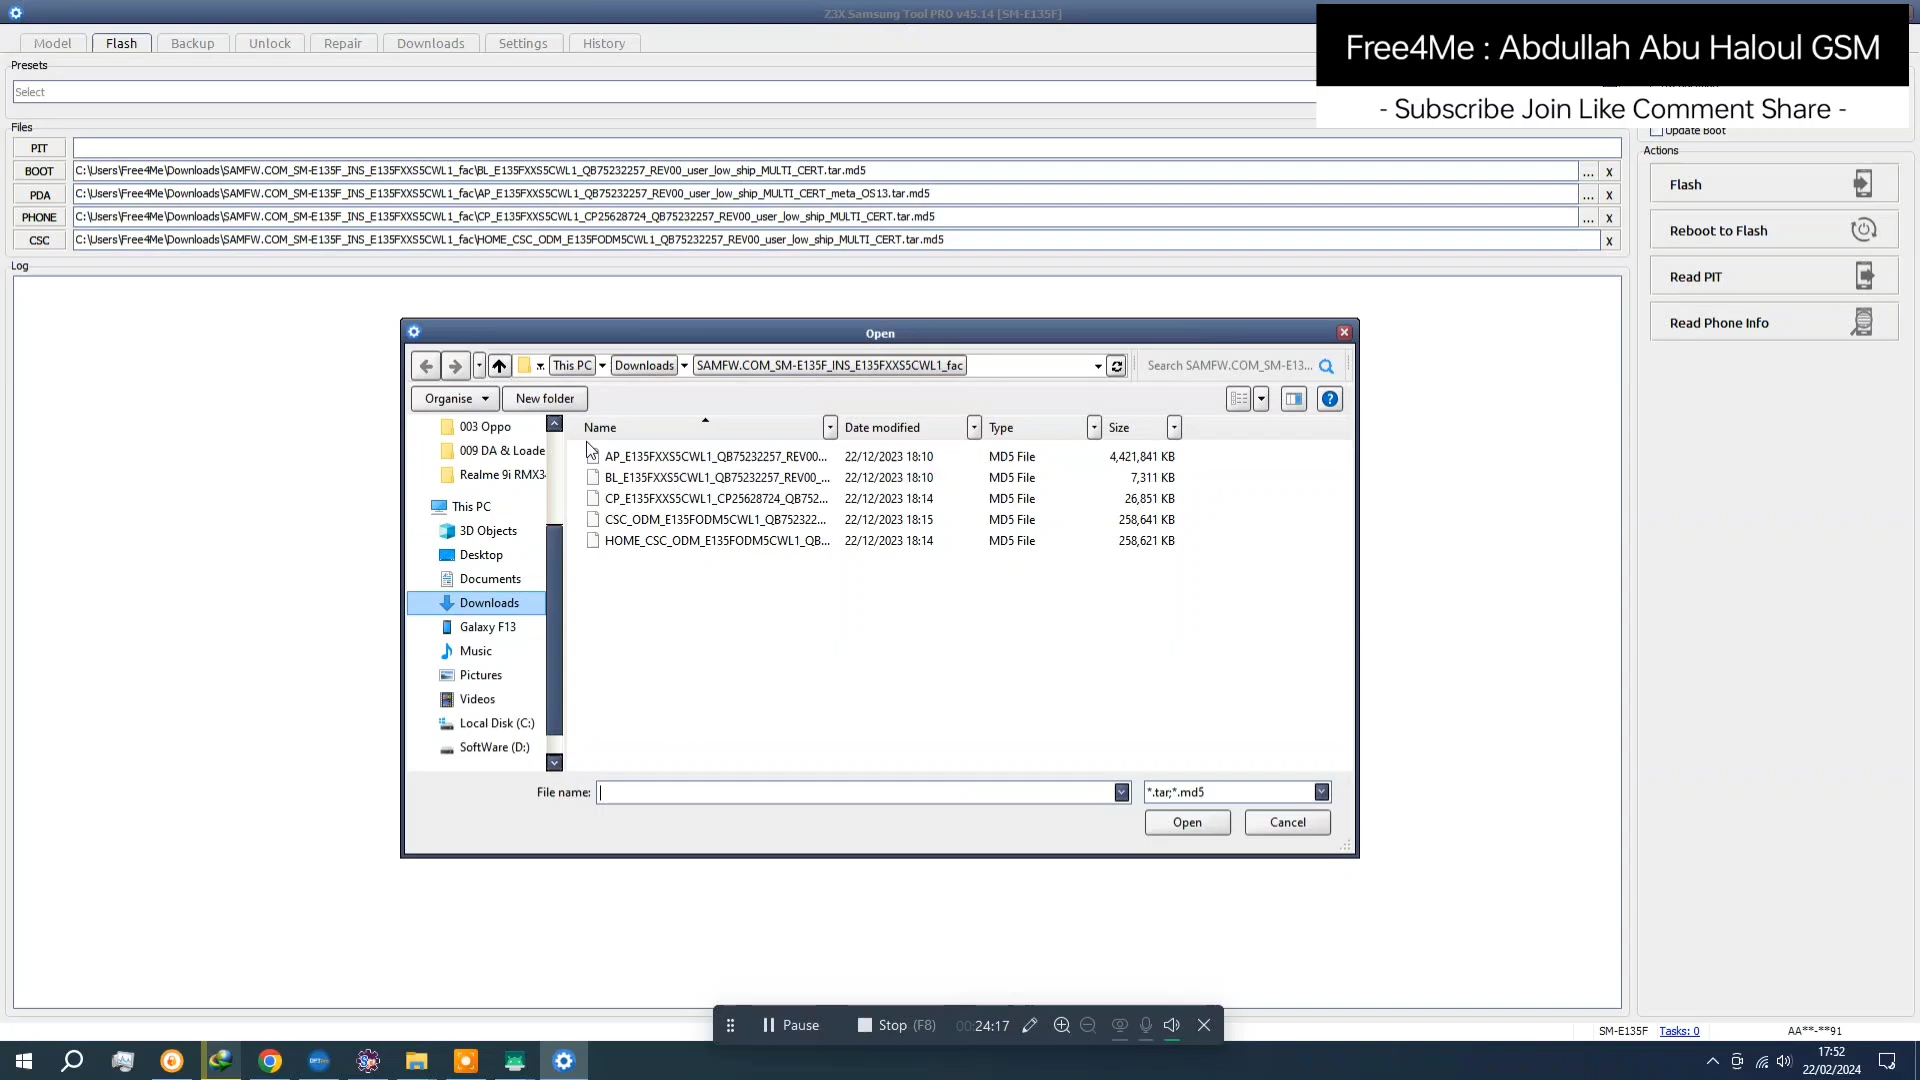 Z3X Samsung Tool PRO v45.14 [SM-E135F]
Free4Me : Abdullah Abu Haloul GSM
- Subscribe Join Like Comment Share -
Model Flash Backup Unlock Repair Downloads Settings History
Presets
Select
Update Boot
Files
PIT
BOOT C:\Users\Free4Me\Downloads\SAMFW.COM_SM-E135F_INS_E135FXXS5CWL1_fac\BL_E135FXXS5CWL1_QB75232257_REV00_user_low_ship_MULTI_CERT.tar.md5 ... X
PDA C:\Users\Free4Me\Downloads\SAMFW.COM_SM-E135F_INS_E135FXXS5CWL1_fac\AP_E135FXXS5CWL1_QB75232257_REV00_user_low_ship_MULTI_CERT_meta_OS13.tar.md5 ... X
PHONE C:\Users\Free4Me\Downloads\SAMFW.COM_SM-E135F_INS_E135FXXS5CWL1_fac\CP_E135FXXS5CWL1_CP25628724_QB75232257_REV00_user_low_ship_MULTI_CERT.tar.md5 ... X
CSC C:\Users\Free4Me\Downloads\SAMFW.COM_SM-E135F_INS_E135FXXS5CWL1_fac\HOME_CSC_ODM_E135FODM5CWL1_QB75232257_REV00_user_low_ship_MULTI_CERT.tar.md5 X
Actions
Flash
Reboot to Flash
Read PIT
Read Phone Info
Log
Open
This PC Downloads SAMFW.COM_SM-E135F_INS_E135FXXS5CWL1_fac Search SAMFW.COM_SM-E13...
Organise New folder
003 Oppo
009 DA & Loade
Realme 9i RMX3
This PC
3D Objects
Desktop
Documents
Downloads
Galaxy F13
Music
Pictures
Videos
Local Disk (C:)
SoftWare (D:)
Name Date modified Type Size
AP_E135FXXS5CWL1_QB75232257_REV00... 22/12/2023 18:10 MD5 File 4,421,841 KB
BL_E135FXXS5CWL1_QB75232257_REV00_... 22/12/2023 18:10 MD5 File 7,311 KB
CP_E135FXXS5CWL1_CP25628724_QB752... 22/12/2023 18:14 MD5 File 26,851 KB
CSC_ODM_E135FODM5CWL1_QB752322... 22/12/2023 18:15 MD5 File 258,641 KB
HOME_CSC_ODM_E135FODM5CWL1_QB... 22/12/2023 18:14 MD5 File 258,621 KB
File name: *.tar;*.md5
Open Cancel
Pause Stop (F8) 00:24:17
SM-E135F Tasks: 0 AA**-**91
17:52
22/02/2024